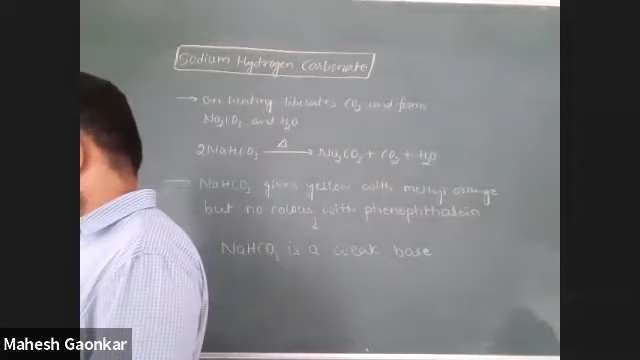 Sodium Hydrogen Carbonate
→ On heating liberates CO2 and forms
Na2CO3 and H2O
2NaHCO3 —Δ→ Na2CO3 + CO2 + H2O
— NaHCO3 gives yellow with methyl orange
but no colour with phenophthalein
↓
NaHCO3 is a weak base
Mahesh Gaonkar